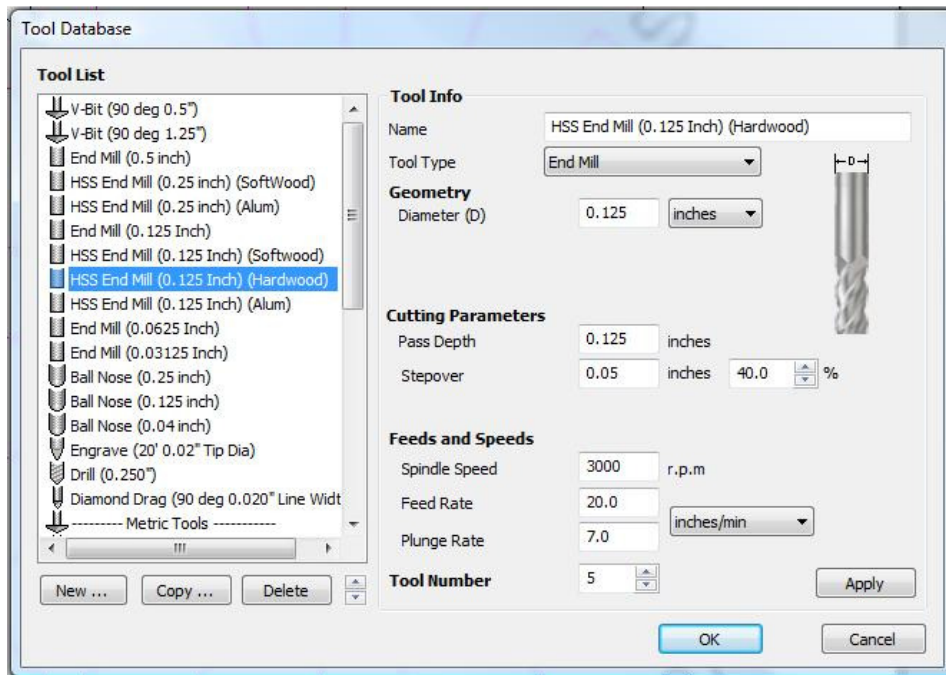 Tool Database
Tool List
V-Bit (90 deg 0.5")
V-Bit (90 deg 1.25")
End Mill (0.5 inch)
HSS End Mill (0.25 inch) (SoftWood)
HSS End Mill (0.25 inch) (Alum)
End Mill (0.125 Inch)
HSS End Mill (0.125 Inch) (Softwood)
HSS End Mill (0.125 Inch) (Hardwood)
HSS End Mill (0.125 Inch) (Alum)
End Mill (0.0625 Inch)
End Mill (0.03125 Inch)
Ball Nose (0.25 inch)
Ball Nose (0.125 inch)
Ball Nose (0.04 inch)
Engrave (20' 0.02" Tip Dia)
Drill (0.250")
Diamond Drag (90 deg 0.020" Line Widt
--------- Metric Tools -----------
New ... Copy ... Delete
Tool Info
Name HSS End Mill (0.125 Inch) (Hardwood)
Tool Type End Mill
D
Geometry
Diameter (D) 0.125 inches
Cutting Parameters
Pass Depth 0.125 inches
Stepover 0.05 inches 40.0 %
Feeds and Speeds
Spindle Speed 3000 r.p.m
Feed Rate 20.0
inches/min
Plunge Rate 7.0
Tool Number 5
Apply
OK Cancel